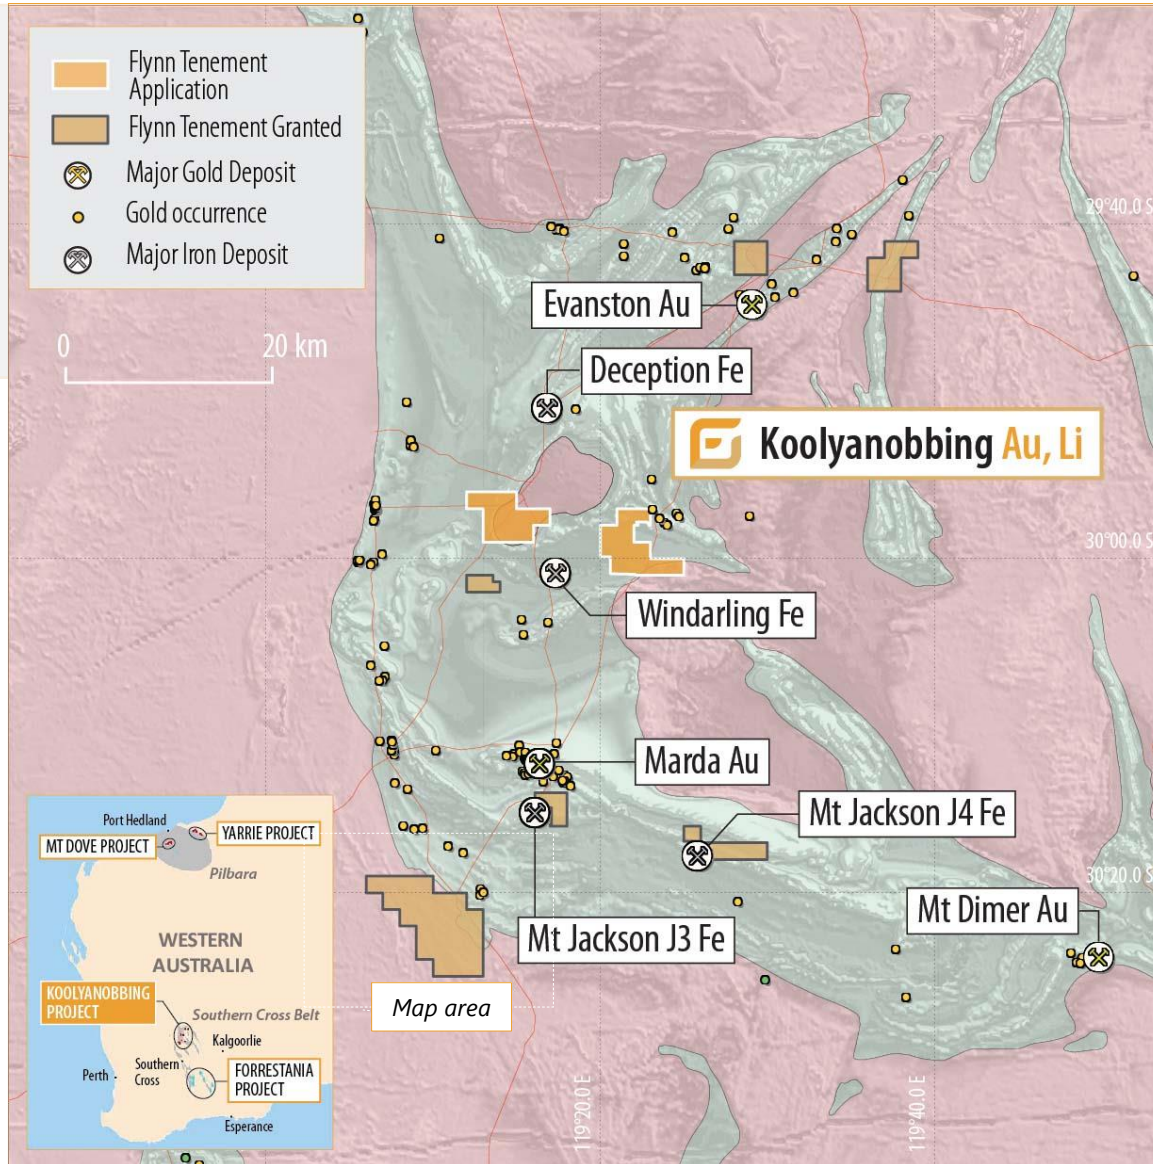 Flynn Tenement
Application
Flynn Tenement Granted
Major Gold Deposit
Gold occurrence
Major Iron Deposit
0 20 km
29°40.0 S
Evanston Au
Deception Fe
Koolyanobbing Au, Li
30°00.0 S
Windarling Fe
Marda Au
Mt Jackson J4 Fe
30°20.0 S
Mt Dimer Au
Mt Jackson J3 Fe
Map area
119°20.0 E
119°40.0 E
Port Hedland
YARRIE PROJECT
MT DOVE PROJECT
Pilbara
WESTERN
AUSTRALIA
KOOLYANOBBING
PROJECT
Southern Cross Belt
Kalgoorlie
Southern
Cross
Perth
FORRESTANIA
PROJECT
Esperance